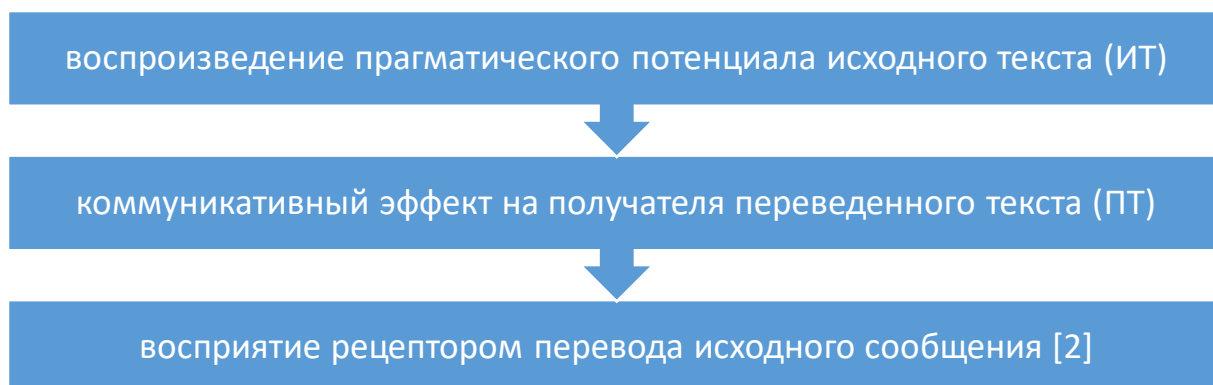 воспроизведение прагматического потенциала исходного текста (ИТ)
коммуникативный эффект на получателя переведенного текста (ПТ)
восприятие рецептором перевода исходного сообщения [2]